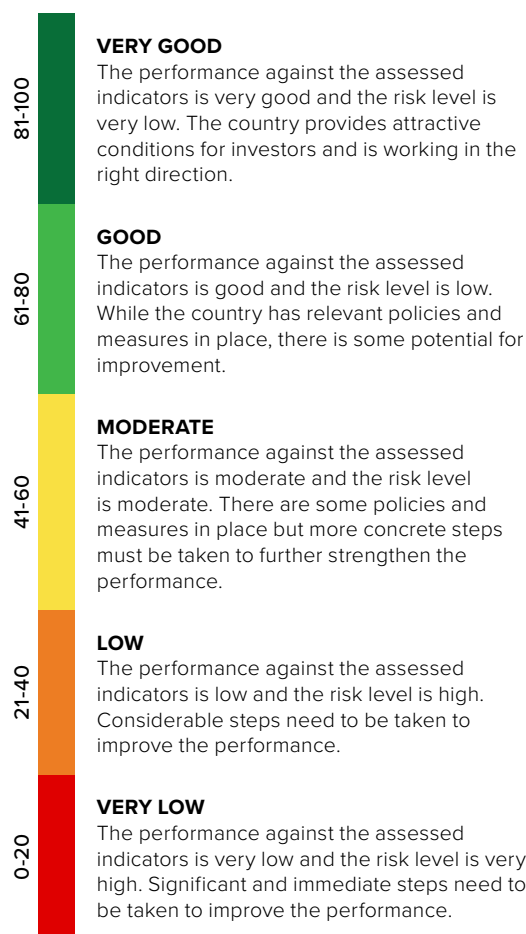 81-100
VERY GOOD
The performance against the assessed
indicators is very good and the risk level is
very low. The country provides attractive
conditions for investors and is working in the
right direction.
61-80
GOOD
The performance against the assessed
indicators is good and the risk level is low.
While the country has relevant policies and
measures in place, there is some potential for
improvement.
41-60
MODERATE
The performance against the assessed
indicators is moderate and the risk level
is moderate. There are some policies and
measures in place but more concrete steps
must be taken to further strengthen the
performance.
21-40
LOW
The performance against the assessed
indicators is low and the risk level is high.
Considerable steps need to be taken to
improve the performance.
0-20
VERY LOW
The performance against the assessed
indicators is very low and the risk level is very
high. Significant and immediate steps need to
be taken to improve the performance.